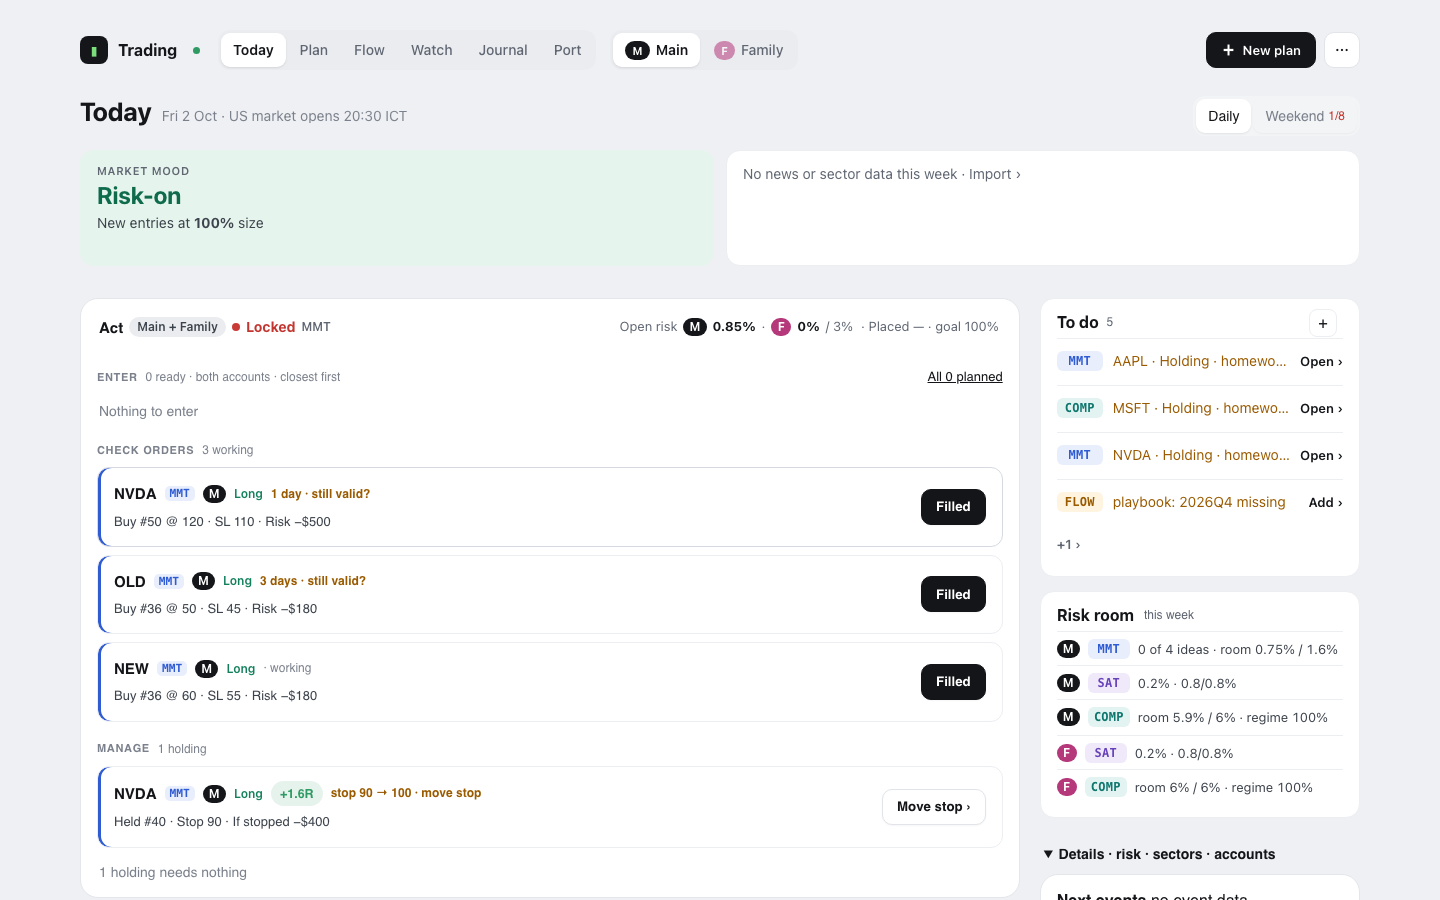 Trading
Today Plan Flow Watch Journal Port
M Main F Family
+ New plan
···
Today Fri 2 Oct · US market opens 20:30 ICT
Daily Weekend 1/8
MARKET MOOD
Risk-on
New entries at 100% size
No news or sector data this week · Import ›
Act Main + Family Locked MMT
Open risk M 0.85% · F 0% / 3% · Placed — · goal 100%
ENTER 0 ready · both accounts · closest first
All 0 planned
Nothing to enter
CHECK ORDERS 3 working
NVDA MMT M Long 1 day · still valid?
Buy #50 @ 120 · SL 110 · Risk −$500
Filled
OLD MMT M Long 3 days · still valid?
Buy #36 @ 50 · SL 45 · Risk −$180
Filled
NEW MMT M Long · working
Buy #36 @ 60 · SL 55 · Risk −$180
Filled
MANAGE 1 holding
NVDA MMT M Long +1.6R stop 90 → 100 · move stop
Held #40 · Stop 90 · If stopped −$400
Move stop ›
1 holding needs nothing
To do 5
+
MMT AAPL · Holding · homewo... Open ›
COMP MSFT · Holding · homewo... Open ›
MMT NVDA · Holding · homewo... Open ›
FLOW playbook: 2026Q4 missing Add ›
+1 ›
Risk room this week
M MMT 0 of 4 ideas · room 0.75% / 1.6%
M SAT 0.2% · 0.8/0.8%
M COMP room 5.9% / 6% · regime 100%
F SAT 0.2% · 0.8/0.8%
F COMP room 6% / 6% · regime 100%
▼ Details · risk · sectors · accounts
Next events no event data